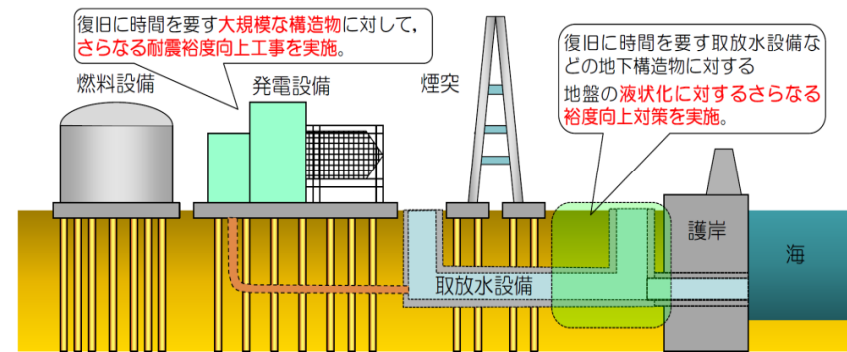 復旧に時間を要す大規模な構造物に対して，
さらなる耐震裕度向上工事を実施。
復旧に時間を要す取放水設備な
どの地下構造物に対する
地盤の液状化に対するさらなる
裕度向上対策を実施。
燃料設備
発電設備
煙突
護岸
海
取放水設備